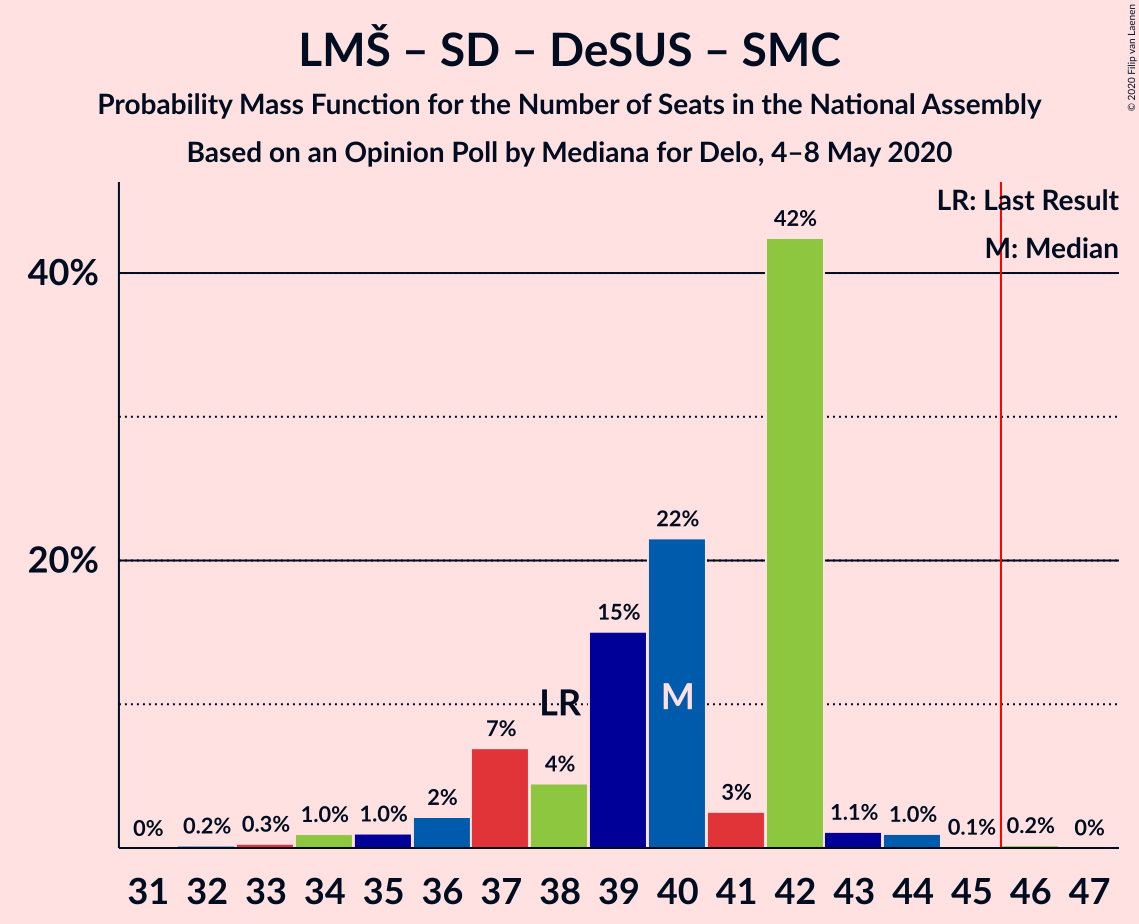 LMŠ – SD – DeSUS – SMC
Probability Mass Function for the Number of Seats in the National Assembly
Based on an Opinion Poll by Mediana for Delo, 4–8 May 2020
© 2020 Filip van Laenen
LR: Last Result
M: Median
42%
40%
22%
20%
15%
LR
M
7%
4%
3%
2%
0%
0.2%
0.3%
1.0%
1.0%
1.1%
1.0%
0.1%
0.2%
0%
31 32 33 34 35 36 37 38 39 40 41 42 43 44 45 46 47